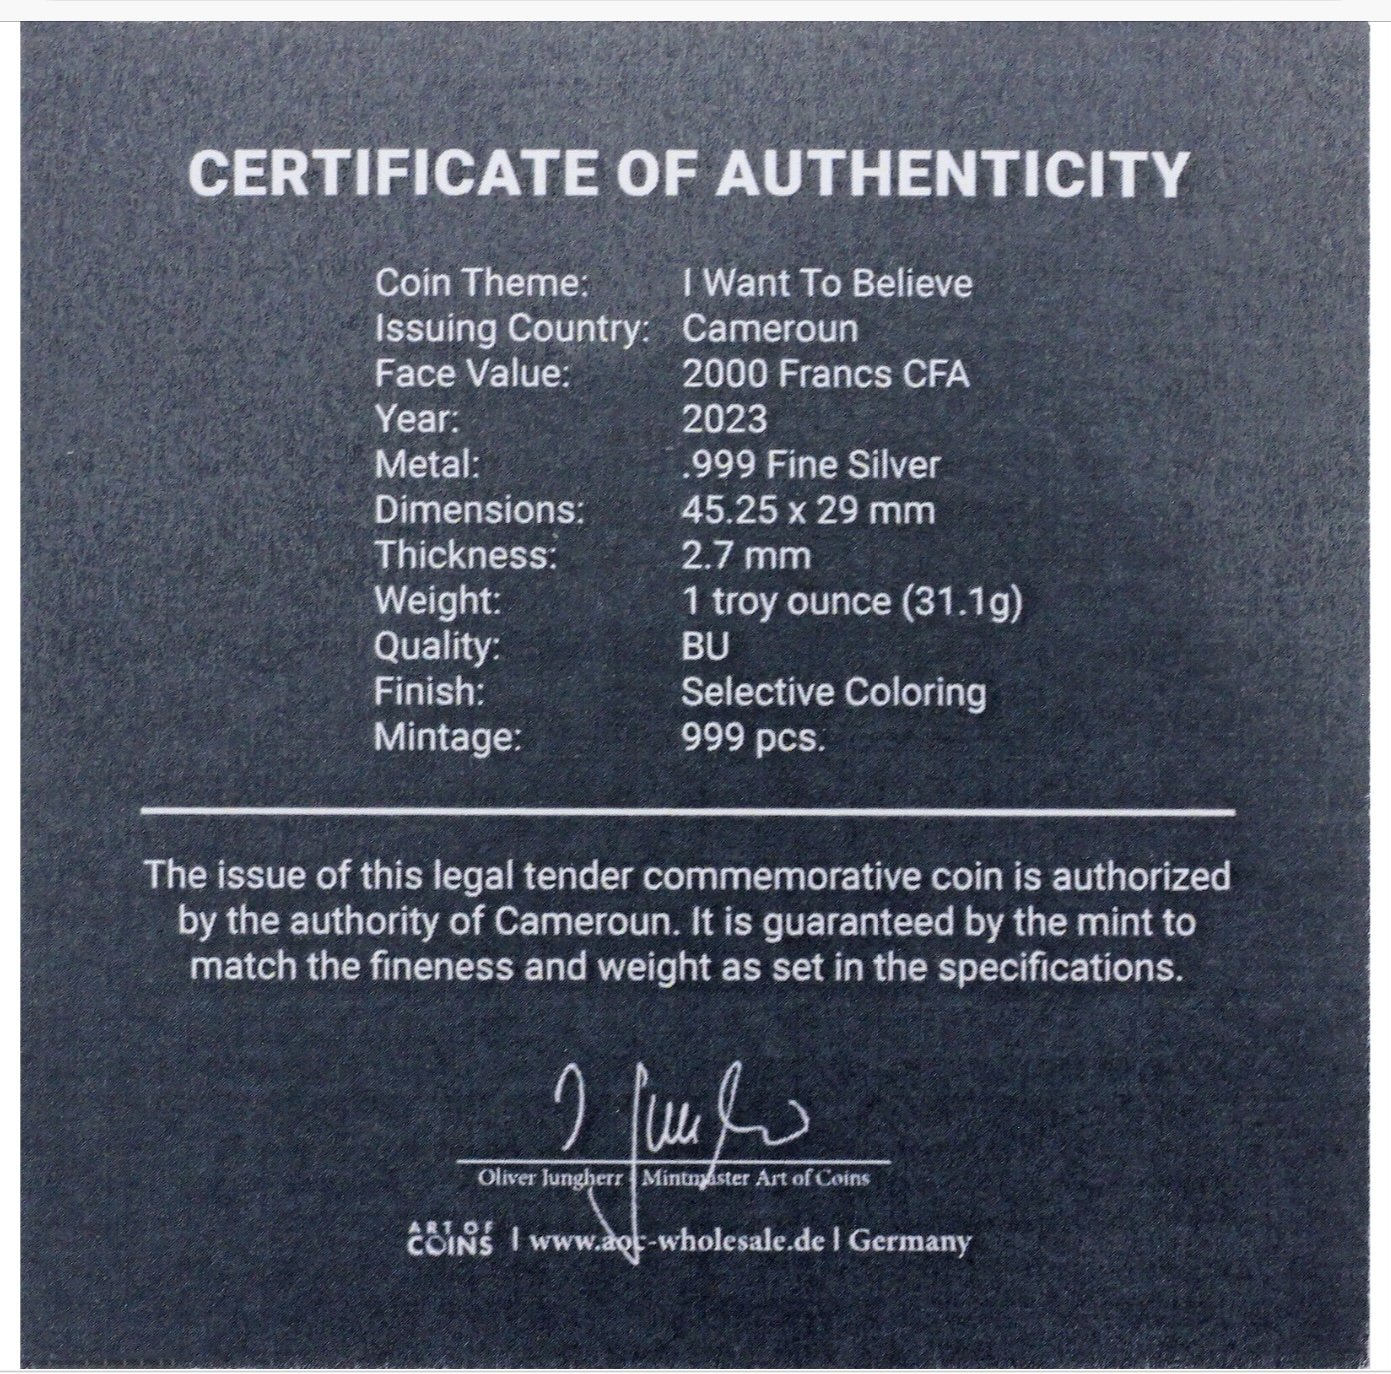 CERTIFICATE OF AUTHENTICITY
Coin Theme: I Want To Believe
Issuing Country: Cameroun
Face Value: 2000 Francs CFA
Year: 2023
Metal: .999 Fine Silver
Dimensions: 45.25 x 29 mm
Thickness: 2.7 mm
Weight: 1 troy ounce (31.1g)
Quality: BU
Finish: Selective Coloring
Mintage: 999 pcs.
The issue of this legal tender commemorative coin is authorized
by the authority of Cameroun. It is guaranteed by the mint to
match the fineness and weight as set in the specifications.
Oliver Jungherr | Mintmaster Art of Coins
ART OF
COINS | www.aoc-wholesale.de | Germany